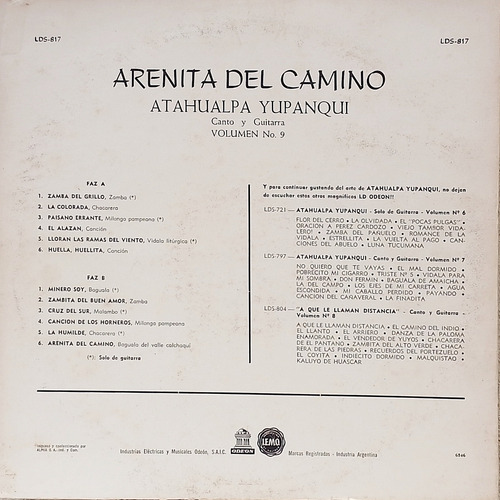 LDS-817
LDS-817
ARENITA DEL CAMINO
ATAHUALPA YUPANQUI
Canto y Guitarra
VOLUMEN No. 9
FAZ A
1. ZAMBA DEL GRILLO, Zamba (*)
2. LA COLORADA, Chacarera
3. PAISANO ERRANTE, Milonga pampeana (*)
4. EL ALAZAN, Canción
5. LLORAN LAS RAMAS DEL VIENTO, Vidala litúrgica (*)
6. HUELLA, HUELLITA, Canción
FAZ B
1. MINERO SOY, Baguala (*)
2. ZAMBITA DEL BUEN AMOR, Zamba
3. CRUZ DEL SUR, Malambo (*)
4. CANCION DE LOS HORNEROS, Milonga pampeana
5. LA HUMILDE, Chacarera (*)
6. ARENITA DEL CAMINO, Baguala del valle calchaquí
(*): Solo de guitarra
Y para continuar gustando del arte de ATAHUALPA YUPANQUI, no dejen
de escuchar estos otros magníficos LD ODEON!!
LDS-721 — ATAHUALPA YUPANQUI - Solo de Guitarra - Volumen Nº 6
FLOR DEL CERRO • LA OLVIDADA • EL "POCAS PULGAS" •
ORACION A PEREZ CARDOZO • VIEJO TAMBOR VIDA-
LERO! • ZAMBA DEL PAÑUELO • ROMANCE DE LA
VIDALA • ESTRELLITA • LA VUELTA AL PAGO • CAN-
CIONES DEL ABUELO • LUNA TUCUMANA
LDS-797 — ATAHUALPA YUPANQUI - Canto y Guitarra - Volumen Nº 7
NO QUIERO QUE TE VAYAS • EL MAL DORMIDO •
POBRECITO MI CIGARRO • TRISTE Nº 5 • VIDALA PARA
MI SOMBRA • DON FERMIN • BAGUALA DE AMAICHA •
LA DEL CAMPO • LOS EJES DE MI CARRETA • AGUA
ESCONDIDA • MI CABALLO PERDIDO • PAYANDO •
CANCION DEL CAÑAVERAL • LA FINADITA
LDS-804 — "A QUE LE LLAMAN DISTANCIA" - Canto y Guitarra -
Volumen Nº 8
A QUE LE LLAMAN DISTANCIA • EL CAMINO DEL INDIO •
EL LLANTO • EL ARRIERO • DANZA DE LA PALOMA
ENAMORADA • EL VENDEDOR DE YUYOS • CHACARERA
DE EL PANTANO • ZAMBITA DEL ALTO VERDE • CHACA-
RERA DE LAS PIEDRAS • RECUERDOS DEL PORTEZUELO •
EL COYITA • INDIECITO DORMIDO • MALQUISTAO •
KALUYO DE HUASCAR
Industrias Eléctricas y Musicales Odeón, S.A.I.C.
ODEON
LEMO
Marcas Registradas - Industria Argentina